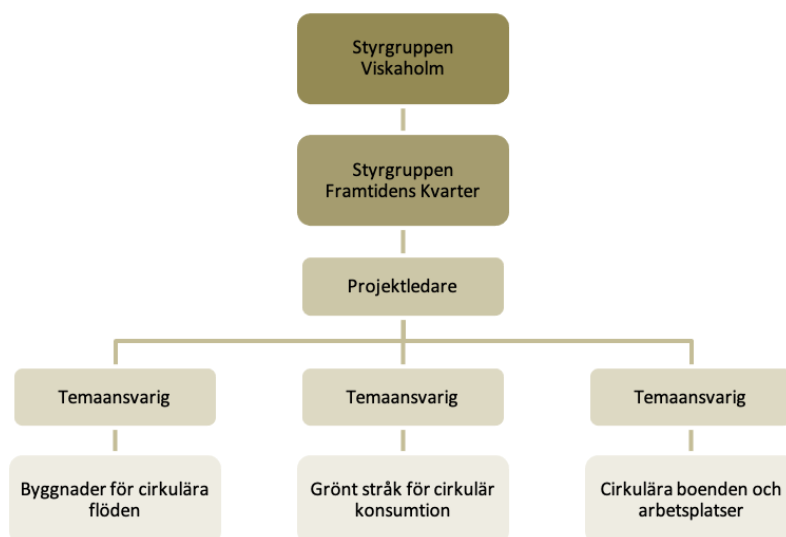 Styrgruppen
Viskaholm
Styrgruppen
Framtidens Kvarter
Projektledare
Temaansvarig
Temaansvarig
Temaansvarig
Byggnader för cirkulära
flöden
Grönt stråk för cirkulär
konsumtion
Cirkulära boenden och
arbetsplatser